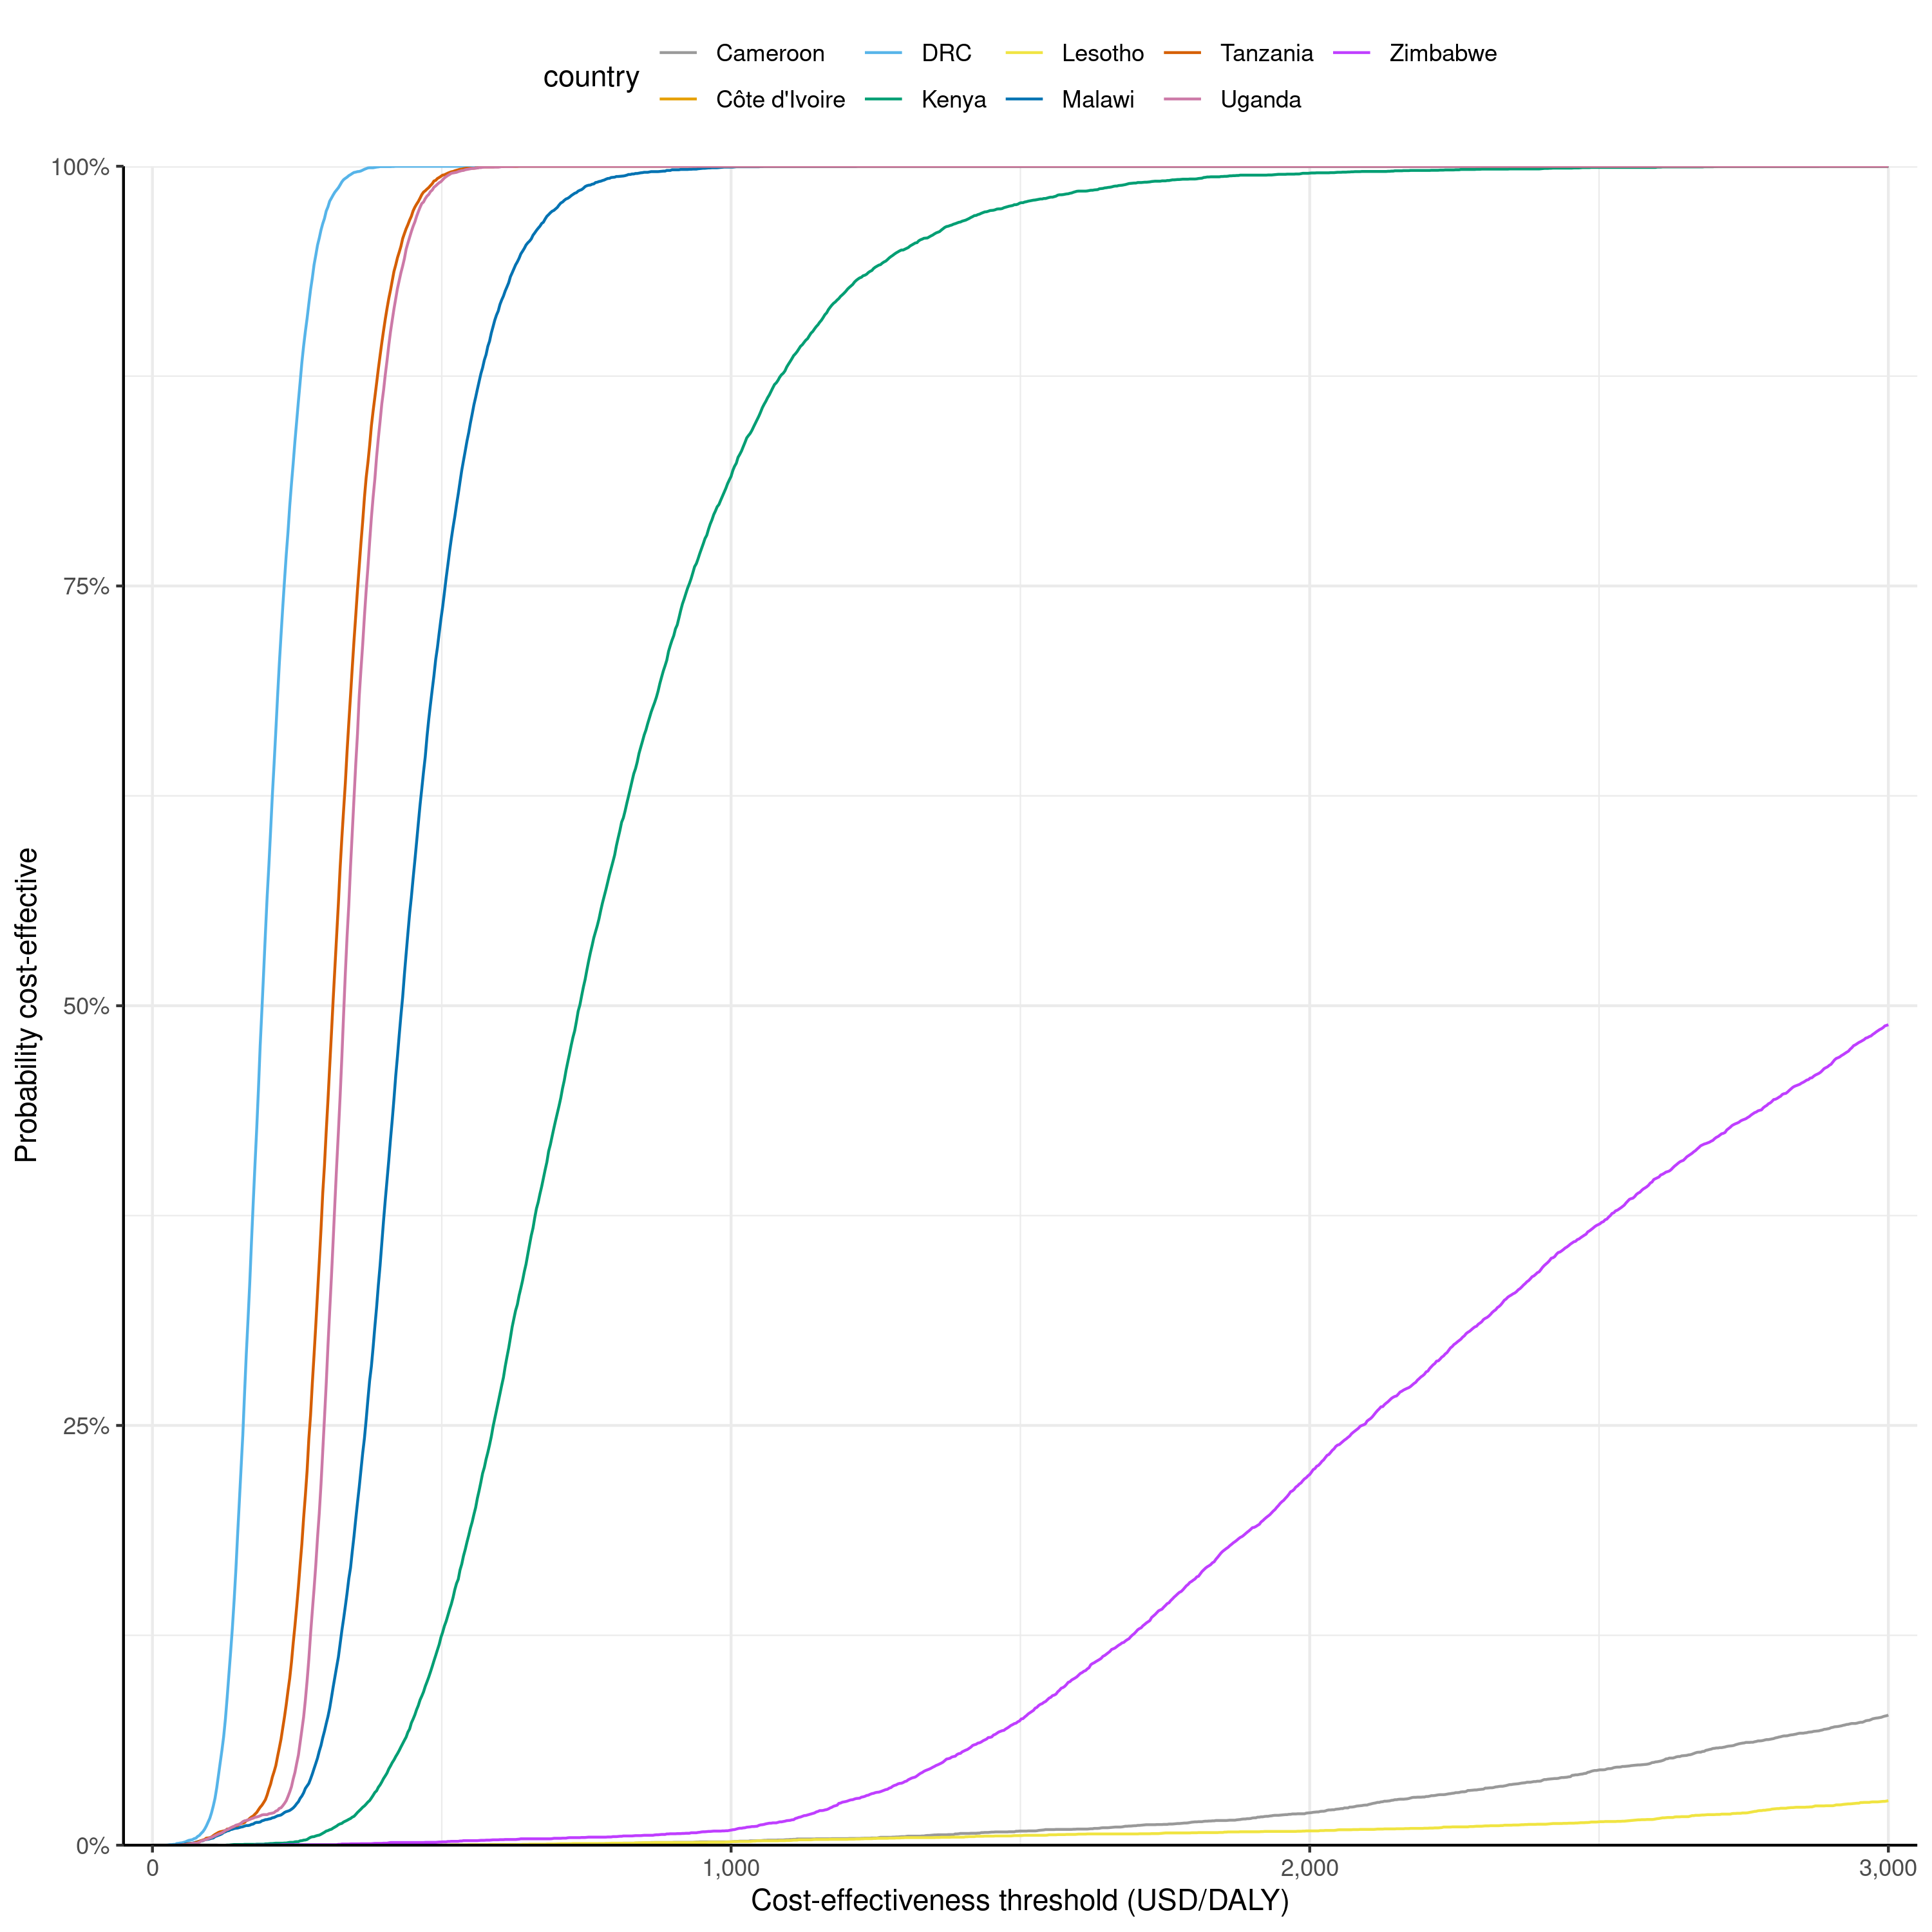 country
Cameroon
DRC
Lesotho
Tanzania
Zimbabwe
Côte d'Ivoire
Kenya
Malawi
Uganda
100%
75%
50%
25%
0%
Probability cost-effective
0
1,000
2,000
3,000
Cost-effectiveness threshold (USD/DALY)